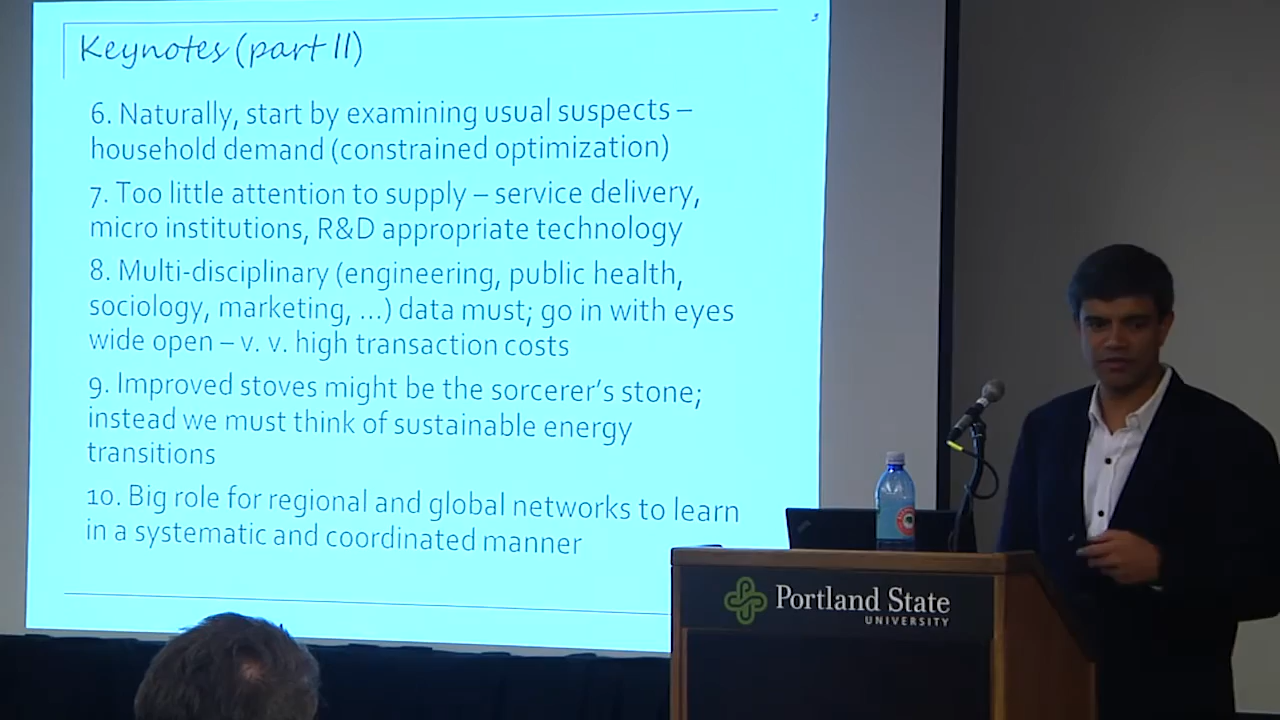 3
Keynotes (part II)
6. Naturally, start by examining usual suspects –
household demand (constrained optimization)
7. Too little attention to supply – service delivery,
micro institutions, R&D appropriate technology
8. Multi-disciplinary (engineering, public health,
sociology, marketing, ...) data must; go in with eyes
wide open – v. v. high transaction costs
9. Improved stoves might be the sorcerer's stone;
instead we must think of sustainable energy
transitions
10. Big role for regional and global networks to learn
in a systematic and coordinated manner
Portland State
UNIVERSITY